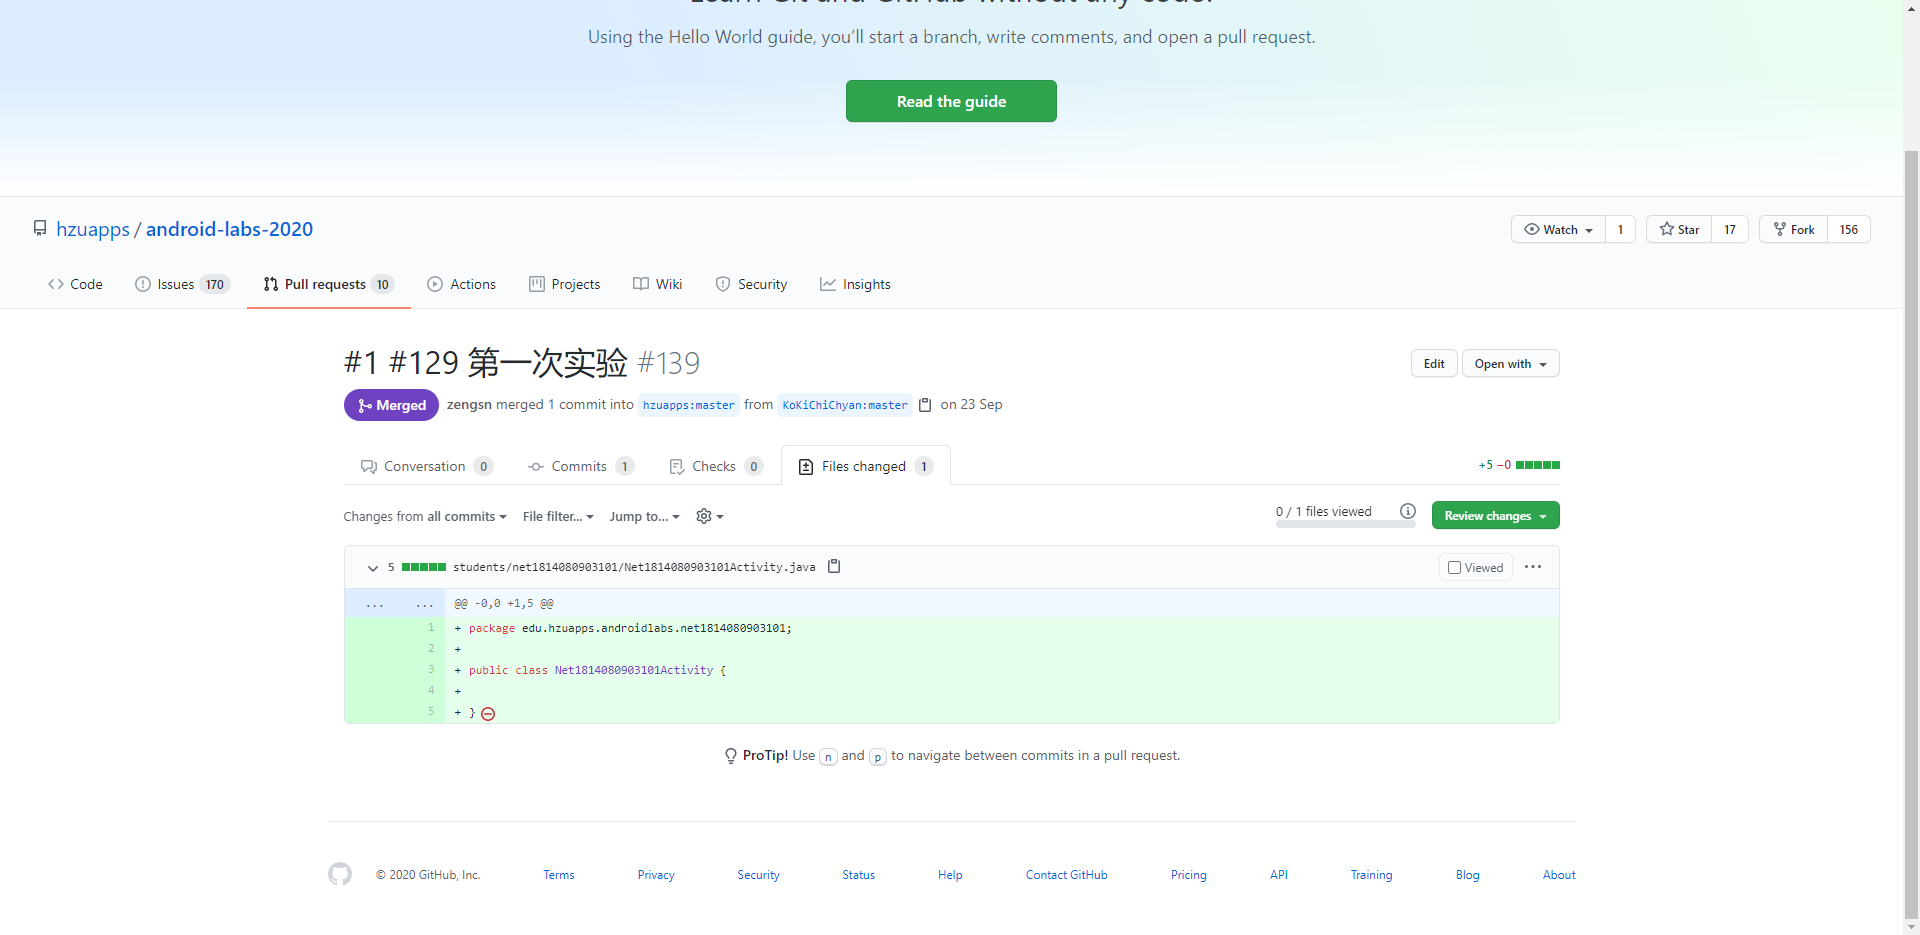 Learn Git and GitHub without any code!
Using the Hello World guide, you’ll start a branch, write comments, and open a pull request.
Read the guide
hzuapps / android-labs-2020
Watch 1 Star 17 Fork 156
Code Issues 170 Pull requests 10 Actions Projects Wiki Security Insights
#1 #129 第一次实验 #139
Edit Open with
Merged zengsn merged 1 commit into hzuapps:master from KoKiChiChyan:master on 23 Sep
Conversation 0 Commits 1 Checks 0 Files changed 1 +5 −0
Changes from all commits File filter... Jump to... 0 / 1 files viewed Review changes
5 students/net1814080903101/Net1814080903101Activity.java Viewed ...
... ... @@ -0,0 +1,5 @@
1 + package edu.hzuapps.androidlabs.net1814080903101;
2 +
3 + public class Net1814080903101Activity {
4 +
5 + }
ProTip! Use n and p to navigate between commits in a pull request.
© 2020 GitHub, Inc. Terms Privacy Security Status Help Contact GitHub Pricing API Training Blog About